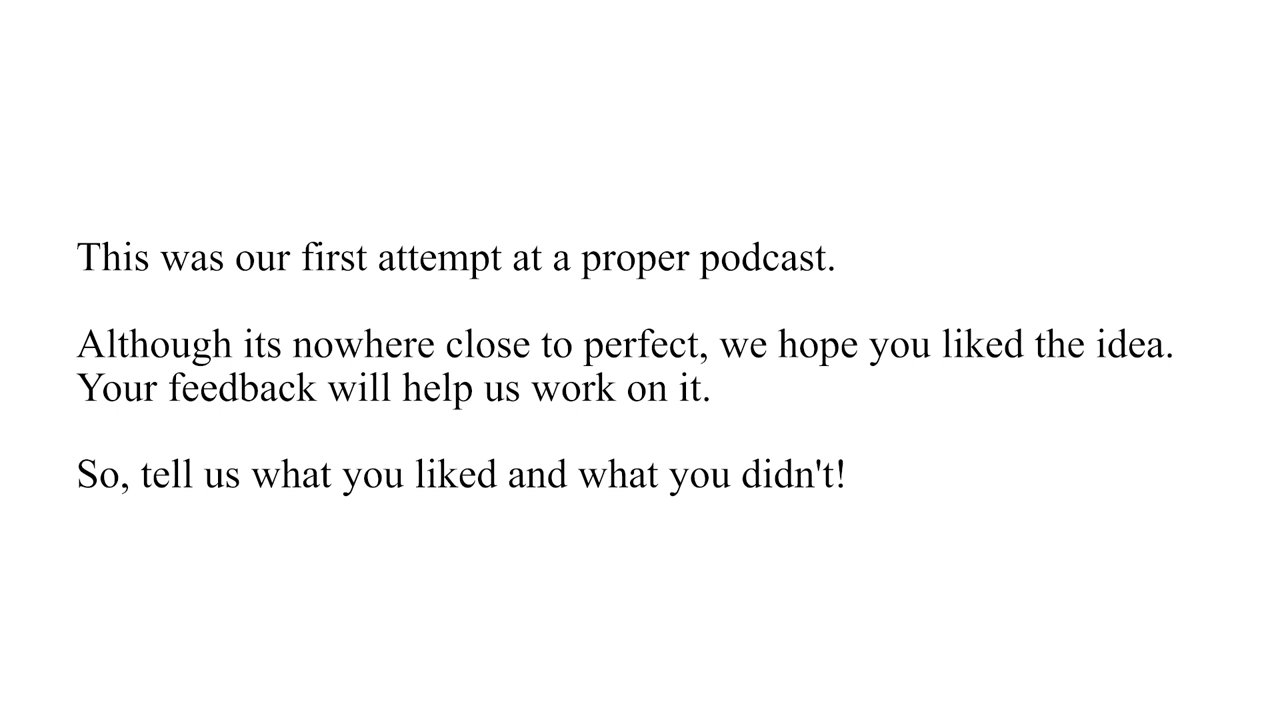 This was our first attempt at a proper podcast.
Although its nowhere close to perfect, we hope you liked the idea.
Your feedback will help us work on it.
So, tell us what you liked and what you didn't!